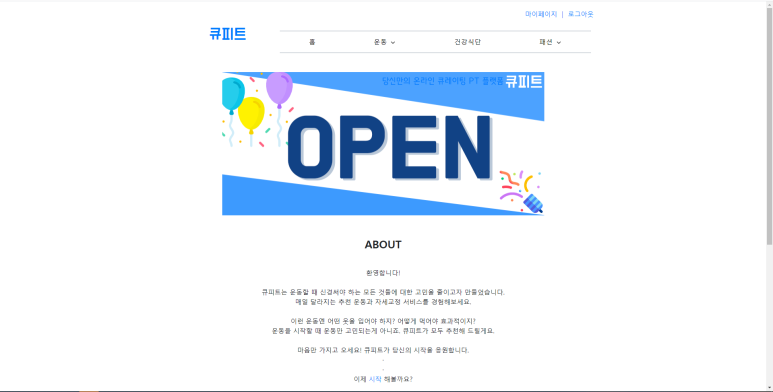 마이페이지 | 로그아웃
큐피트
홈 운동 건강식단 패션
당신만의 온라인 큐레이팅 PT 플랫폼 큐피트
OPEN
ABOUT
환영합니다!
큐피트는 운동할 때 신경써야 하는 모든 것들에 대한 고민을 줄이고자 만들었습니다.
매일 달라지는 추천 운동과 자세교정 서비스를 경험해보세요.
이런 운동엔 어떤 옷을 입어야 하지? 어떻게 먹어야 효과적이지?
운동을 시작할 때 운동만 고민되는게 아니죠. 큐피트가 모두 추천해 드릴게요.
마음만 가지고 오세요! 큐피트가 당신의 시작을 응원합니다.
.
.
이제 시작 해볼까요?